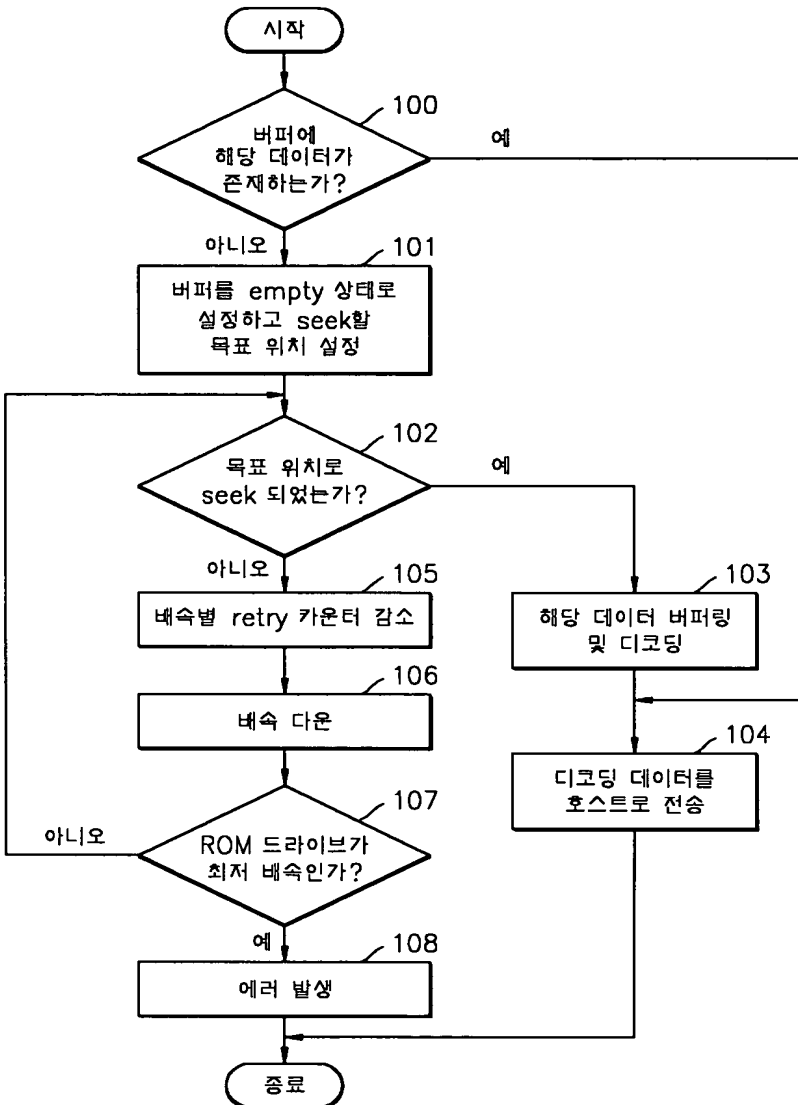 시작
100
버퍼에
해당 데이터가
존재하는가?
예
아니오
101
버퍼를 empty 상태로
설정하고 seek할
목표 위치 설정
102
목표 위치로
seek 되었는가?
예
아니오
105
배속별 retry 카운터 감소
103
해당 데이터 버퍼링
및 디코딩
106
배속 다운
104
디코딩 데이터를
호스트로 전송
107
ROM 드라이브가
최저 배속인가?
아니오
예
108
에러 발생
종료